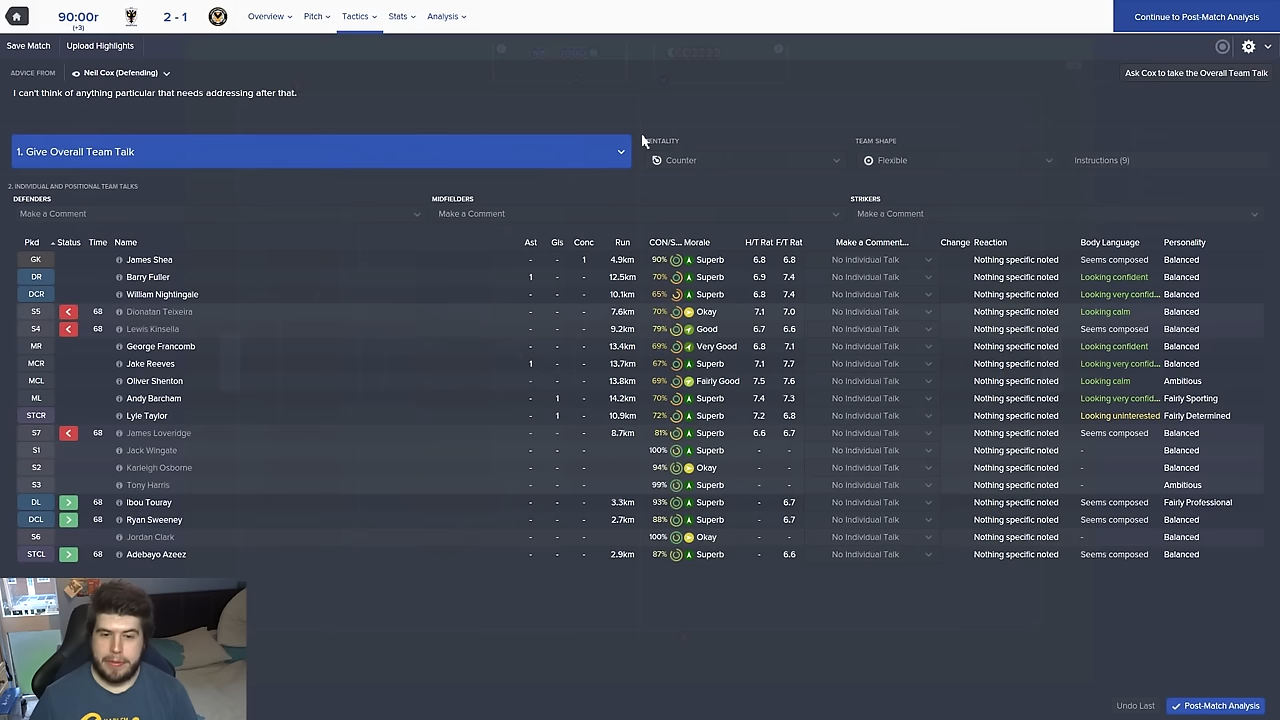 90:00r
(+3)
2 - 1
Overview
Pitch
Tactics
Stats
Analysis
Continue to Post-Match Analysis
Save Match
Upload Highlights
ADVICE FROM
Neil Cox (Defending)
Ask Cox to take the Overall Team Talk
I can't think of anything particular that needs addressing after that.
1. Give Overall Team Talk
ENTALITY
Counter
TEAM SHAPE
Flexible
Instructions (9)
2. INDIVIDUAL AND POSITIONAL TEAM TALKS
DEFENDERS
Make a Comment
MIDFIELDERS
Make a Comment
STRIKERS
Make a Comment
Pkd Status Time Name Ast Gls Conc Run CON/S... Morale H/T Rat F/T Rat Make a Comment... Change Reaction Body Language Personality
GK James Shea - - 1 4.9km 90% Superb 6.8 6.8 No Individual Talk Nothing specific noted Seems composed Balanced
DR Barry Fuller 1 - - 12.5km 70% Superb 6.9 7.4 No Individual Talk Nothing specific noted Looking confident Balanced
DCR William Nightingale - - - 10.1km 65% Superb 6.8 7.4 No Individual Talk Nothing specific noted Looking very confid... Balanced
S5 68 Dionatan Teixeira - - - 7.6km 70% Okay 7.1 7.0 No Individual Talk Nothing specific noted Looking calm Balanced
S4 68 Lewis Kinsella - - - 9.2km 79% Good 6.7 6.6 No Individual Talk Nothing specific noted Seems composed Balanced
MR George Francomb - - - 13.4km 69% Very Good 6.8 7.1 No Individual Talk Nothing specific noted Looking confident Balanced
MCR Jake Reeves 1 - - 13.7km 67% Superb 7.1 7.7 No Individual Talk Nothing specific noted Looking very confid... Balanced
MCL Oliver Shenton - - - 13.8km 69% Fairly Good 7.5 7.6 No Individual Talk Nothing specific noted Looking calm Ambitious
ML Andy Barcham - 1 - 14.2km 70% Superb 7.4 7.3 No Individual Talk Nothing specific noted Looking very confid... Fairly Sporting
STCR Lyle Taylor - 1 - 10.9km 72% Superb 7.2 6.8 No Individual Talk Nothing specific noted Looking uninterested Fairly Determined
S7 68 James Loveridge - - - 8.7km 81% Superb 6.6 6.7 No Individual Talk Nothing specific noted Seems composed Balanced
S1 Jack Wingate - - - 100% Superb - - No Individual Talk Nothing specific noted - Balanced
S2 Karleigh Osborne - - - 94% Okay - - No Individual Talk Nothing specific noted - Balanced
S3 Tony Harris - - - 99% Superb - - No Individual Talk Nothing specific noted - Ambitious
DL 68 Ibou Touray - - - 3.3km 93% Superb - 6.7 No Individual Talk Nothing specific noted Seems composed Fairly Professional
DCL 68 Ryan Sweeney - - - 2.7km 88% Superb - 6.7 No Individual Talk Nothing specific noted Seems composed Balanced
S6 Jordan Clark - - - 100% Okay - - No Individual Talk Nothing specific noted - Balanced
STCL 68 Adebayo Azeez - - - 2.9km 87% Superb - 6.6 No Individual Talk Nothing specific noted Seems composed Balanced
Undo Last
Post-Match Analysis